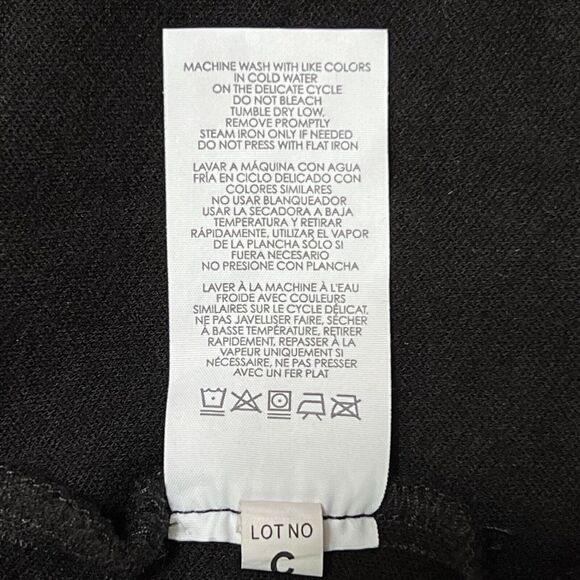 MACHINE WASH WITH LIKE COLORS
IN COLD WATER
ON THE DELICATE CYCLE
DO NOT BLEACH
TUMBLE DRY LOW,
REMOVE PROMPTLY
STEAM IRON ONLY IF NEEDED
DO NOT PRESS WITH FLAT IRON
LAVAR A MÁQUINA CON AGUA
FRÍA EN CICLO DELICADO CON
COLORES SIMILARES
NO USAR BLANQUEADOR
USAR LA SECADORA A BAJA
TEMPERATURA Y RETIRAR
RÁPIDAMENTE, UTILIZAR EL VAPOR
DE LA PLANCHA SÓLO SI
FUERA NECESARIO
NO PRESIONE CON PLANCHA
LAVER À LA MACHINE À L'EAU
FROIDE AVEC COULEURS
SIMILAIRES SUR LE CYCLE DÉLICAT,
NE PAS JAVELLISER FAIRE, SÉCHER
À BASSE TEMPÉRATURE, RETIRER
RAPIDEMENT, REPASSER À LA
VAPEUR UNIQUEMENT SI
NÉCESSAIRE, NE PAS PRESSER
AVEC UN FER PLAT
LOT NO
C